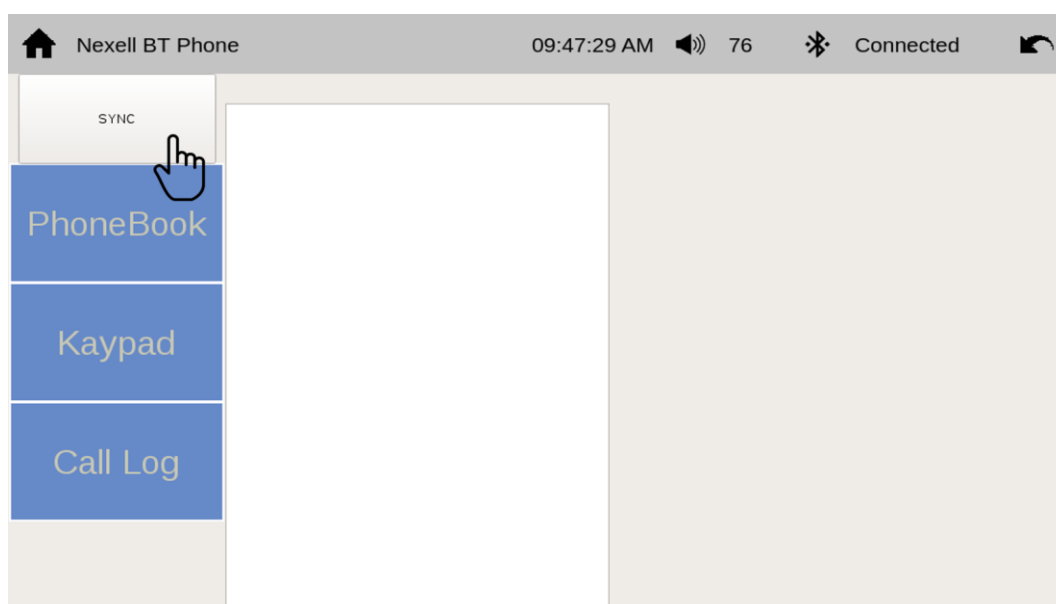 Nexell BT Phone 09:47:29 AM 76 Connected
SYNC
PhoneBook
Kaypad
Call Log